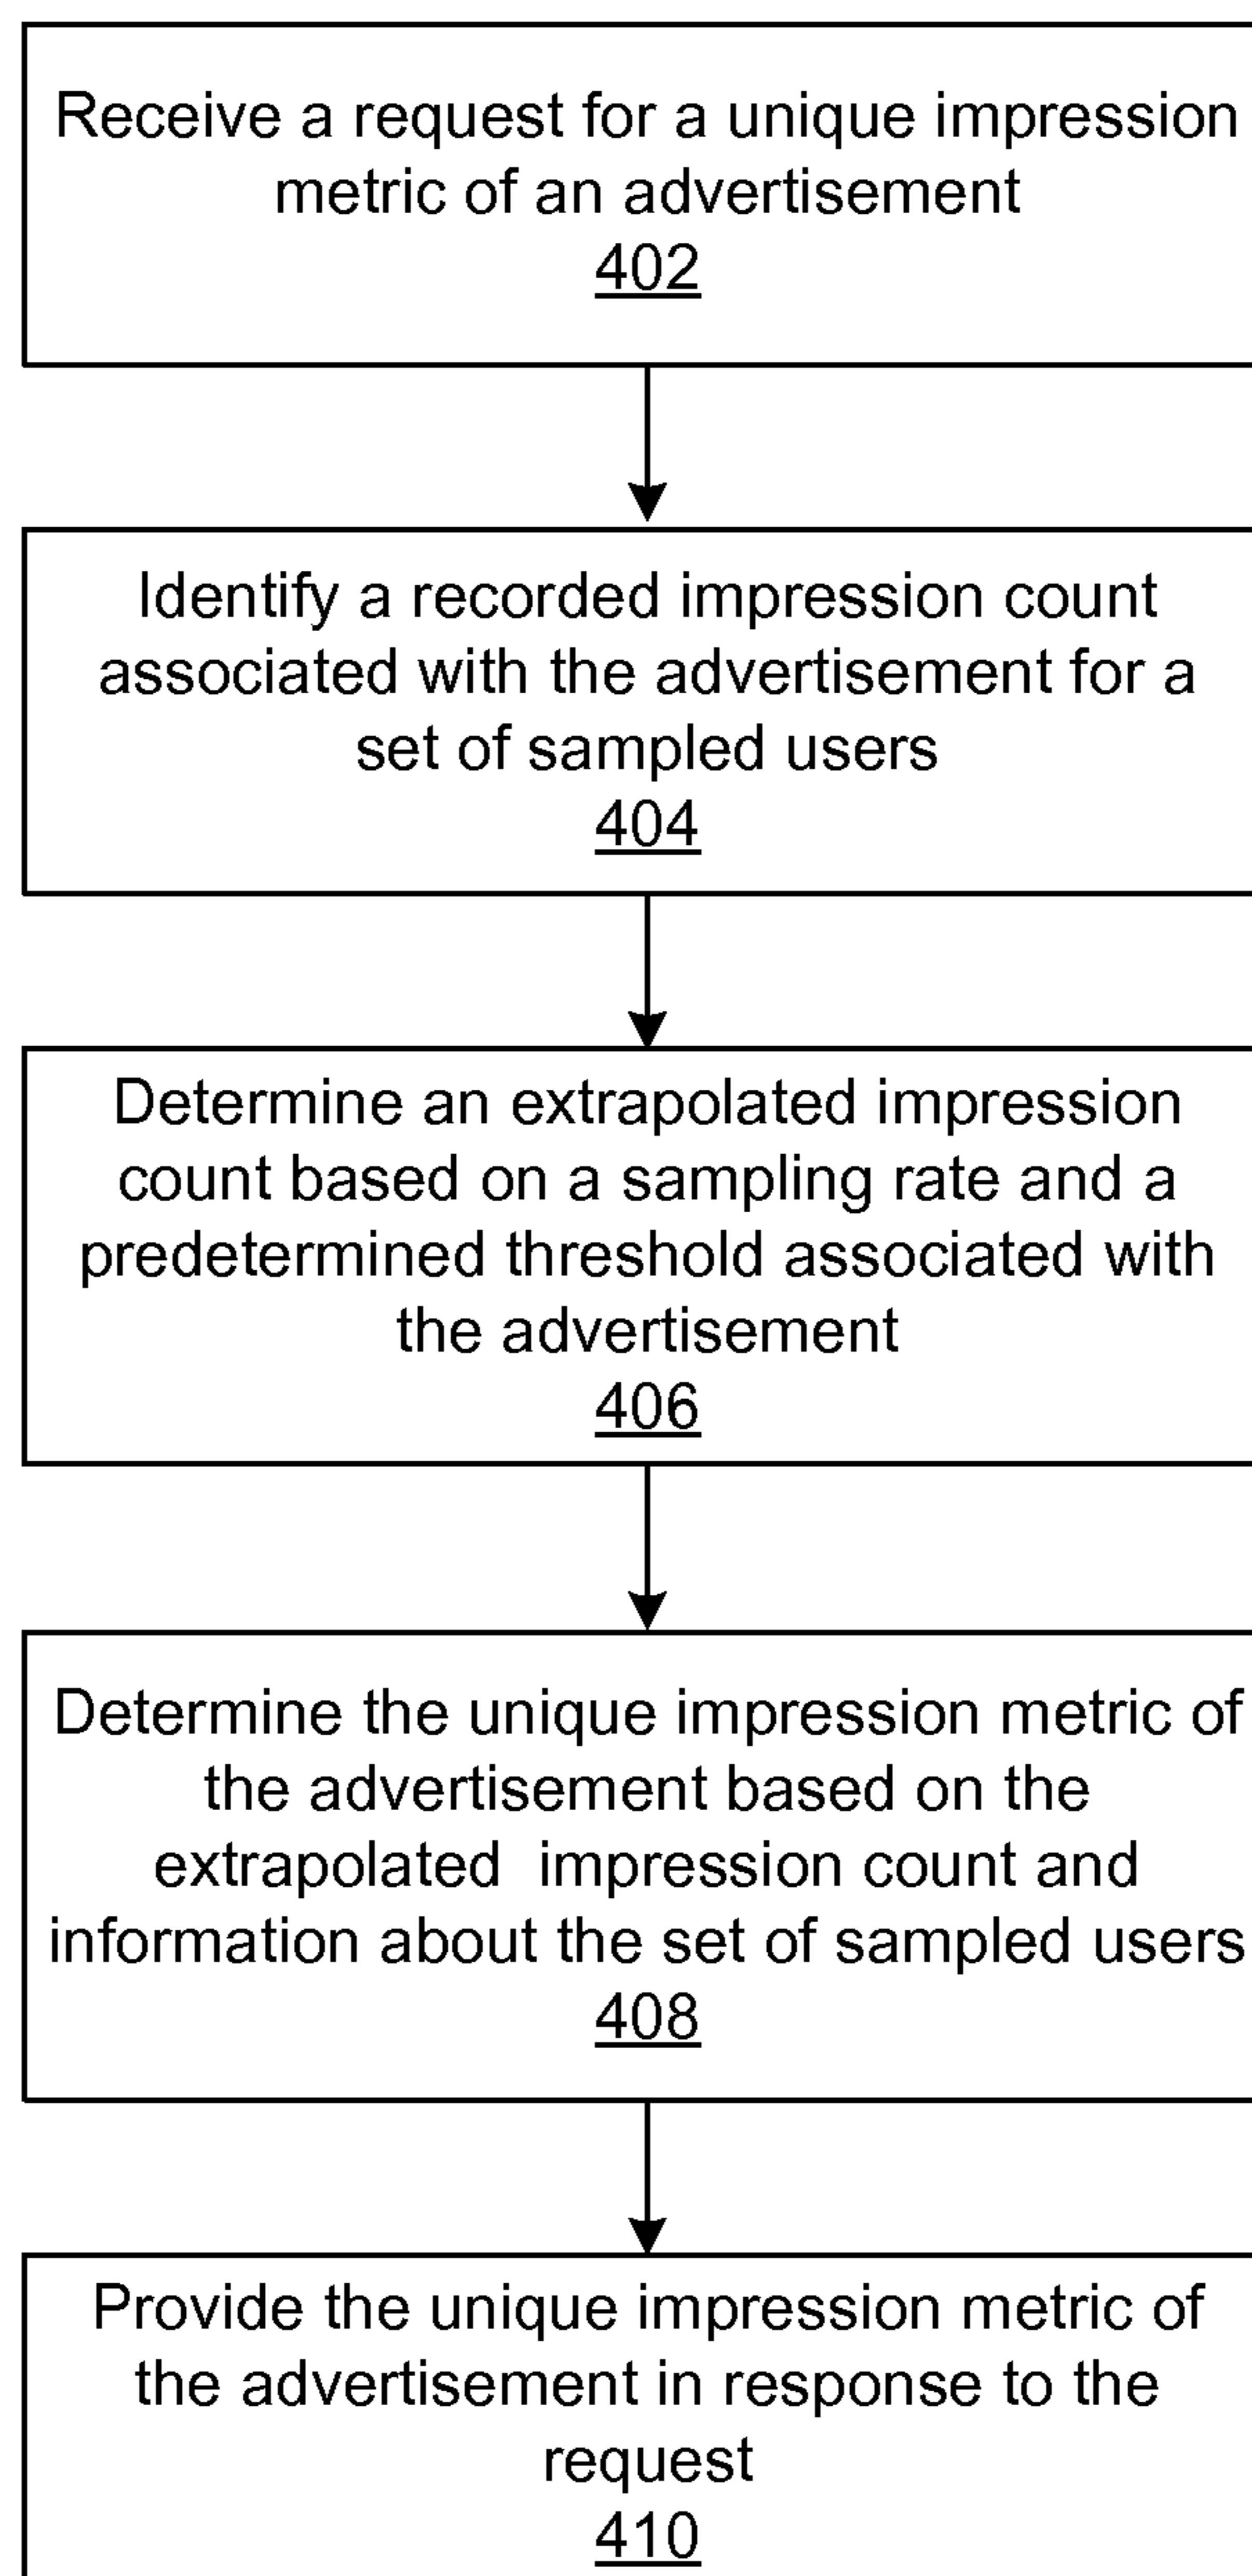 Receive a request for a unique impression
metric of an advertisement
402
Identify a recorded impression count
associated with the advertisement for a
set of sampled users
404
Determine an extrapolated impression
count based on a sampling rate and a
predetermined threshold associated with
the advertisement
406
Determine the unique impression metric of
the advertisement based on the
extrapolated impression count and
information about the set of sampled users
408
Provide the unique impression metric of
the advertisement in response to the
request
410